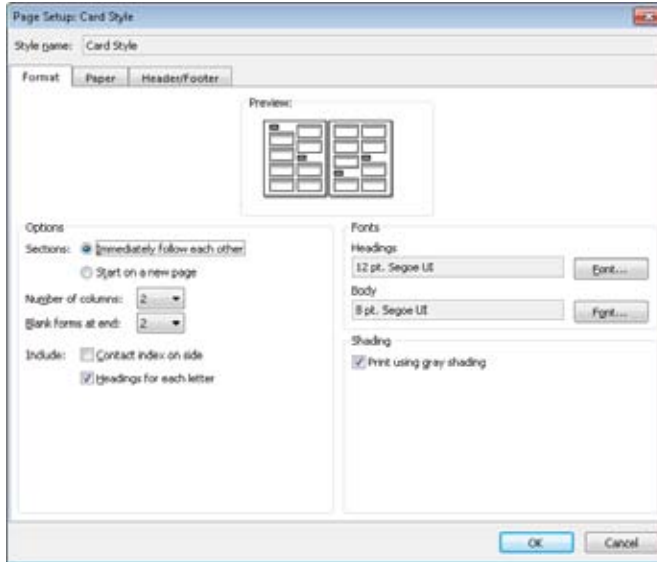 Page Setup: Card Style
Style name: Card Style
Format Paper Header/Footer
Preview:
Options
Sections: Immediately follow each other
Start on a new page
Number of columns: 2
Blank forms at end: 2
Include: Contact index on side
Headings for each letter
Fonts
Headings
12 pt. Segoe UI Font...
Body
8 pt. Segoe UI Font...
Shading
Print using gray shading
OK Cancel